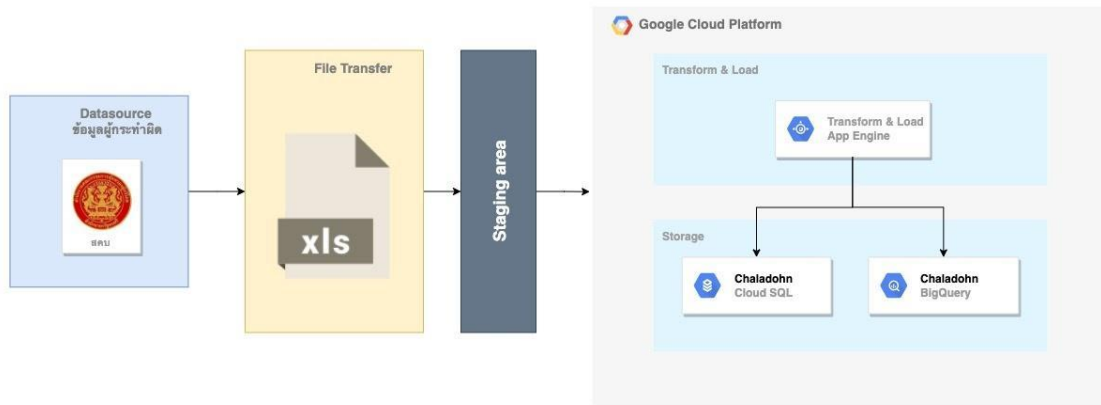 Datasource
ข้อมูลผู้กระทำผิด
สคบ
File Transfer
xls
Staging area
Google Cloud Platform
Transform & Load
Transform & Load
App Engine
Storage
Chaladohn
Cloud SQL
Chaladohn
BigQuery